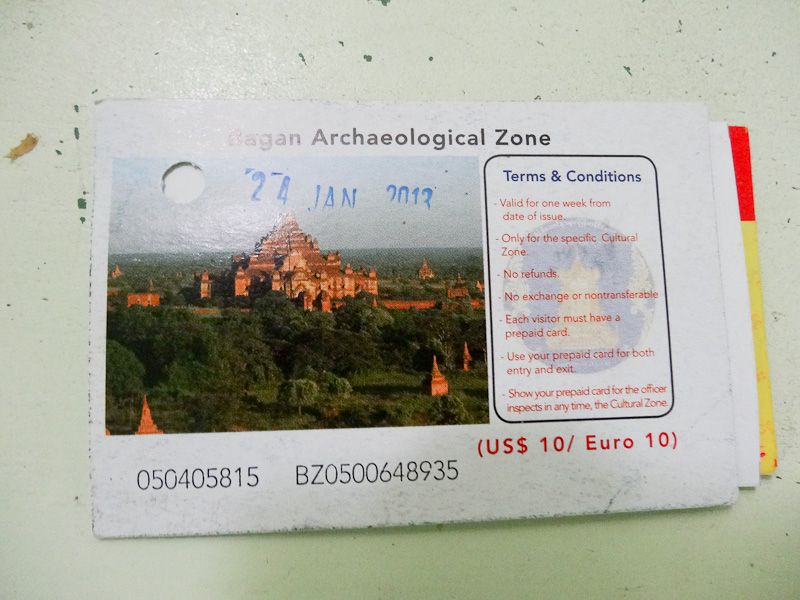 Bagan Archaeological Zone
24 JAN 2013
Terms & Conditions
- Valid for one week from
date of issue.
- Only for the specific Cultural
Zone.
- No refunds.
- No exchange or nontransferable
- Each visitor must have a
prepaid card.
- Use your prepaid card for both
entry and exit.
- Show your prepaid card for the officer
inspects in any time, the Cultural Zone.
(US$ 10/ Euro 10)
050405815 BZ0500648935